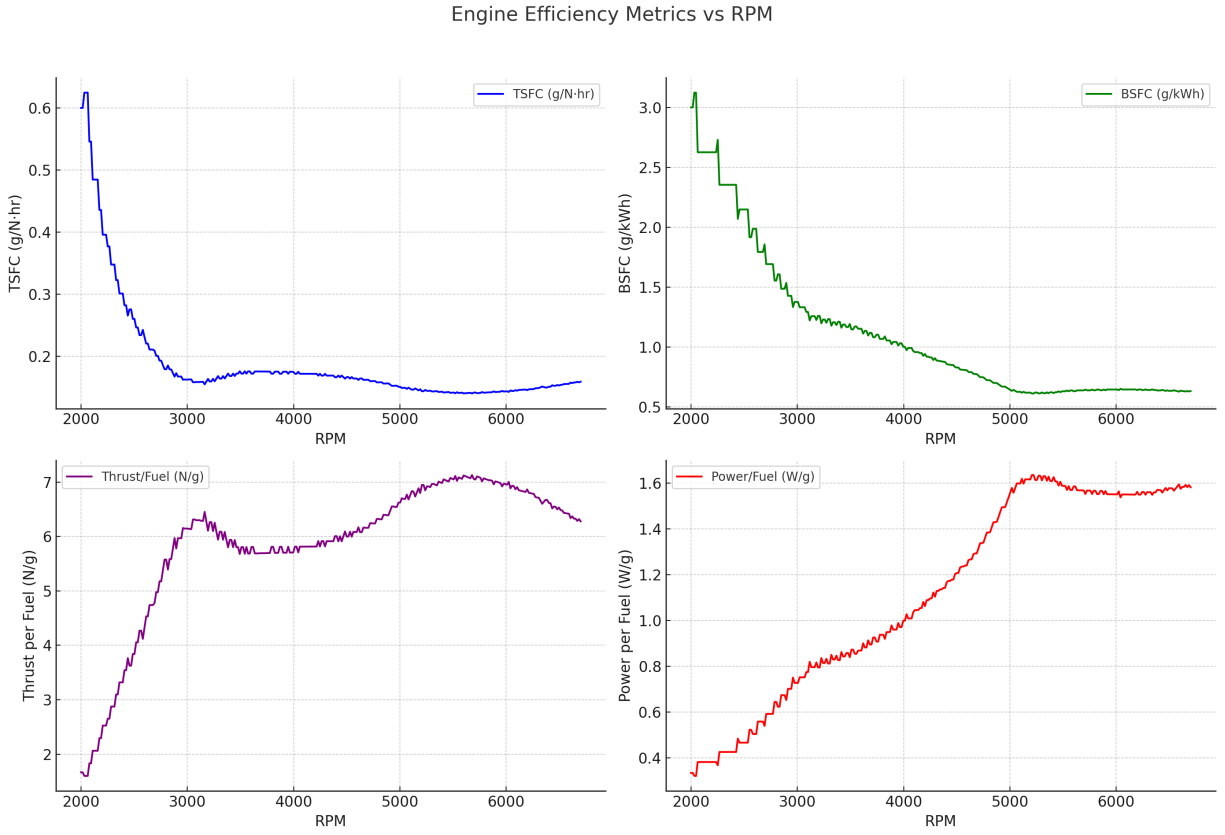 Engine Efficiency Metrics vs RPM
TSFC (g/N·hr)
TSFC (g/N·hr)
0.6
0.5
0.4
0.3
0.2
2000 3000 4000 5000 6000
RPM
BSFC (g/kWh)
BSFC (g/kWh)
3.0
2.5
2.0
1.5
1.0
0.5
2000 3000 4000 5000 6000
RPM
Thrust/Fuel (N/g)
Thrust per Fuel (N/g)
7
6
5
4
3
2
2000 3000 4000 5000 6000
RPM
Power/Fuel (W/g)
Power per Fuel (W/g)
1.6
1.4
1.2
1.0
0.8
0.6
0.4
2000 3000 4000 5000 6000
RPM